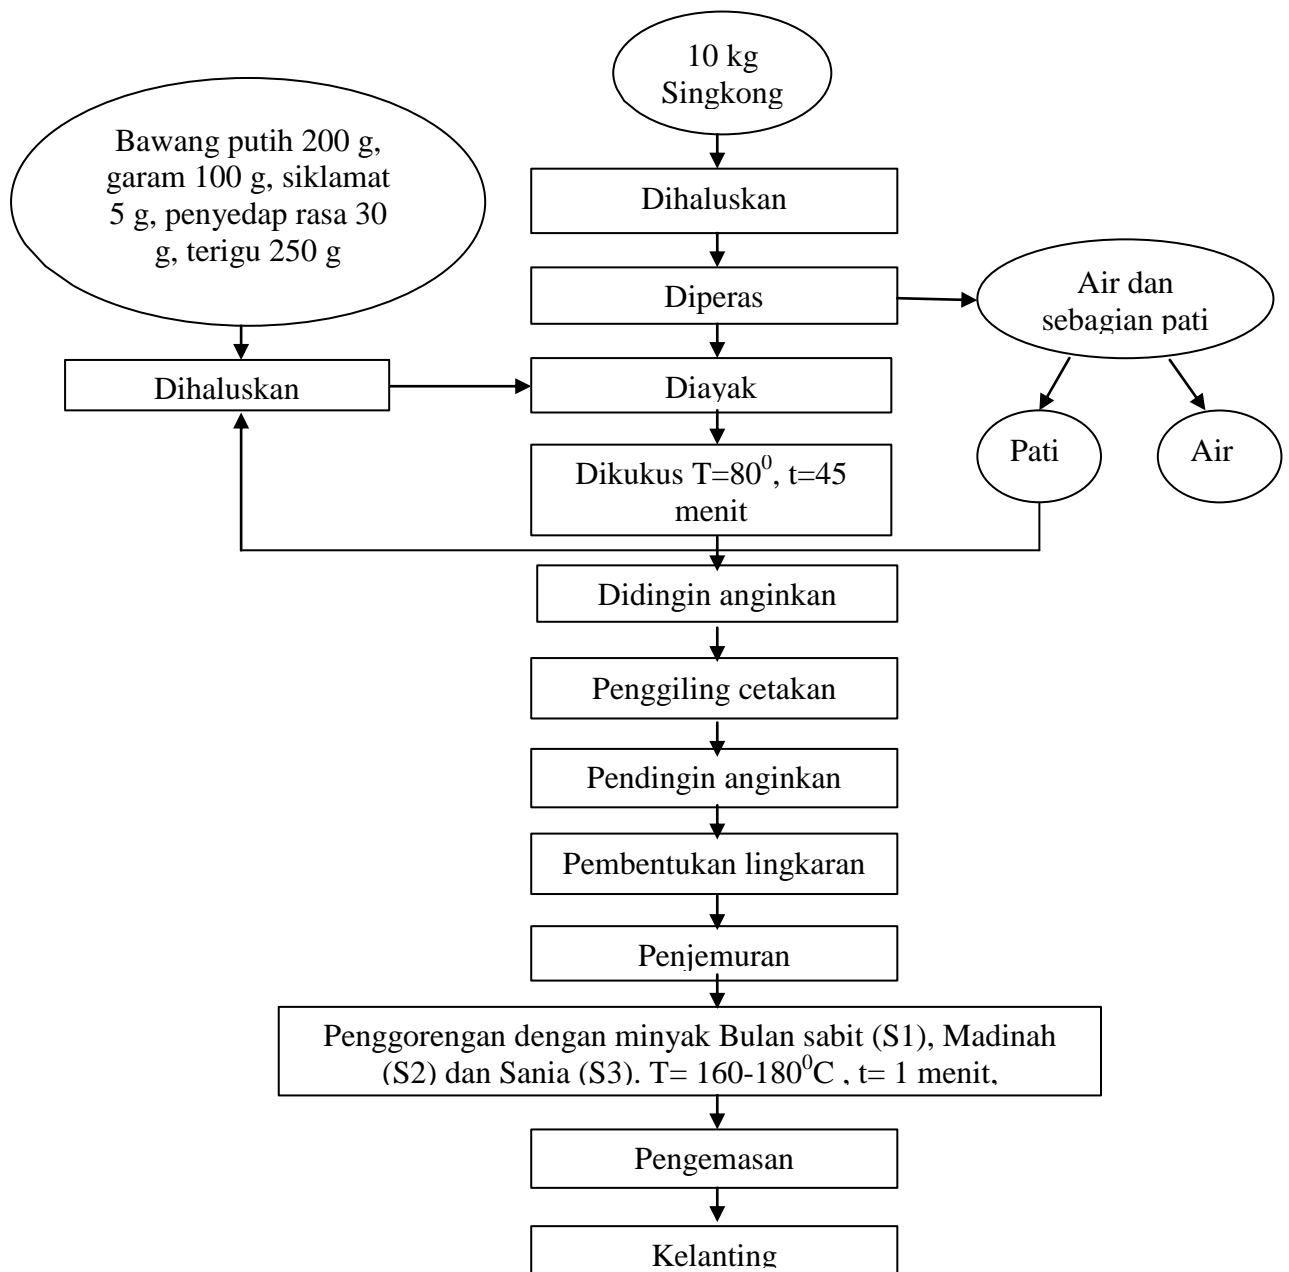 10 kg
Singkong
Bawang putih 200 g,
garam 100 g, siklamat
5 g, penyedap rasa 30
g, terigu 250 g
Dihaluskan
Diperas
Air dan
sebagian pati
Dihaluskan
Diayak
Pati
Air
Dikukus T=80⁰, t=45
menit
Didingin anginkan
Penggiling cetakan
Pendingin anginkan
Pembentukan lingkaran
Penjemuran
Penggorengan dengan minyak Bulan sabit (S1), Madinah
(S2) dan Sania (S3). T= 160-180⁰C , t= 1 menit,
Pengemasan
Kelanting